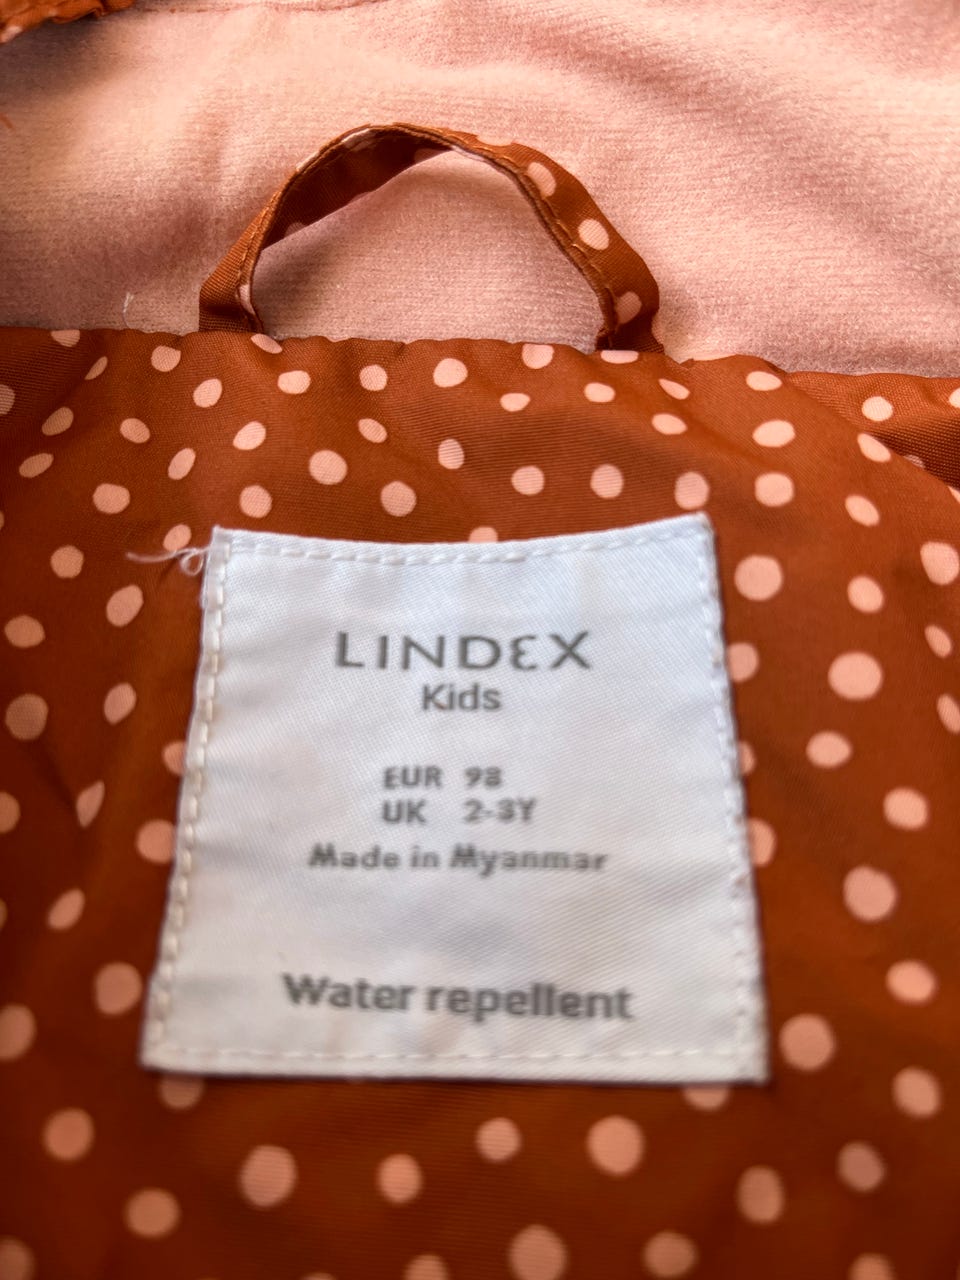 LINDEX
Kids
EUR 98
UK 2-3Y
Made in Myanmar
Water repellent